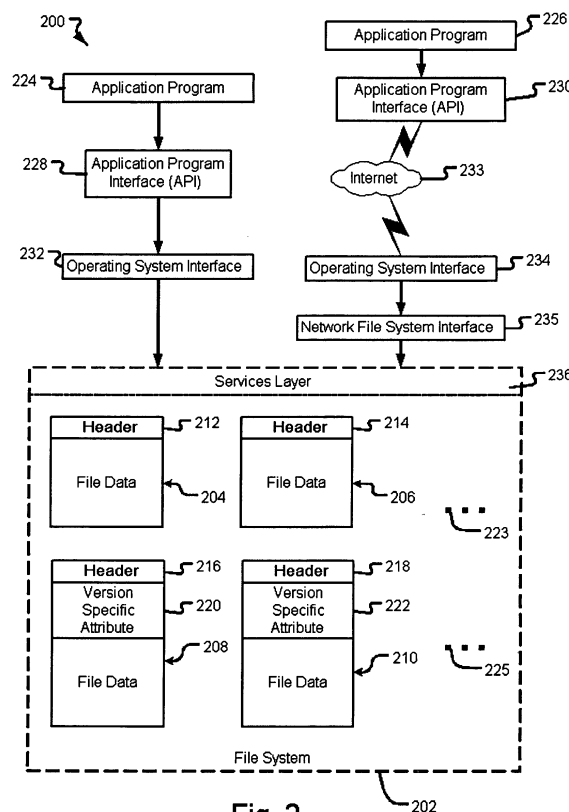 200
226
Application Program
224
Application Program
Application Program
Interface (API)
230
228
Application Program
Interface (API)
Internet
233
232
Operating System Interface
Operating System Interface
234
Network File System Interface
235
Services Layer
236
Header
212
Header
214
File Data
204
File Data
206
223
Header
216
Header
218
Version
Specific
Attribute
220
Version
Specific
Attribute
222
208
File Data
210
File Data
225
File System
202
Fig. 2